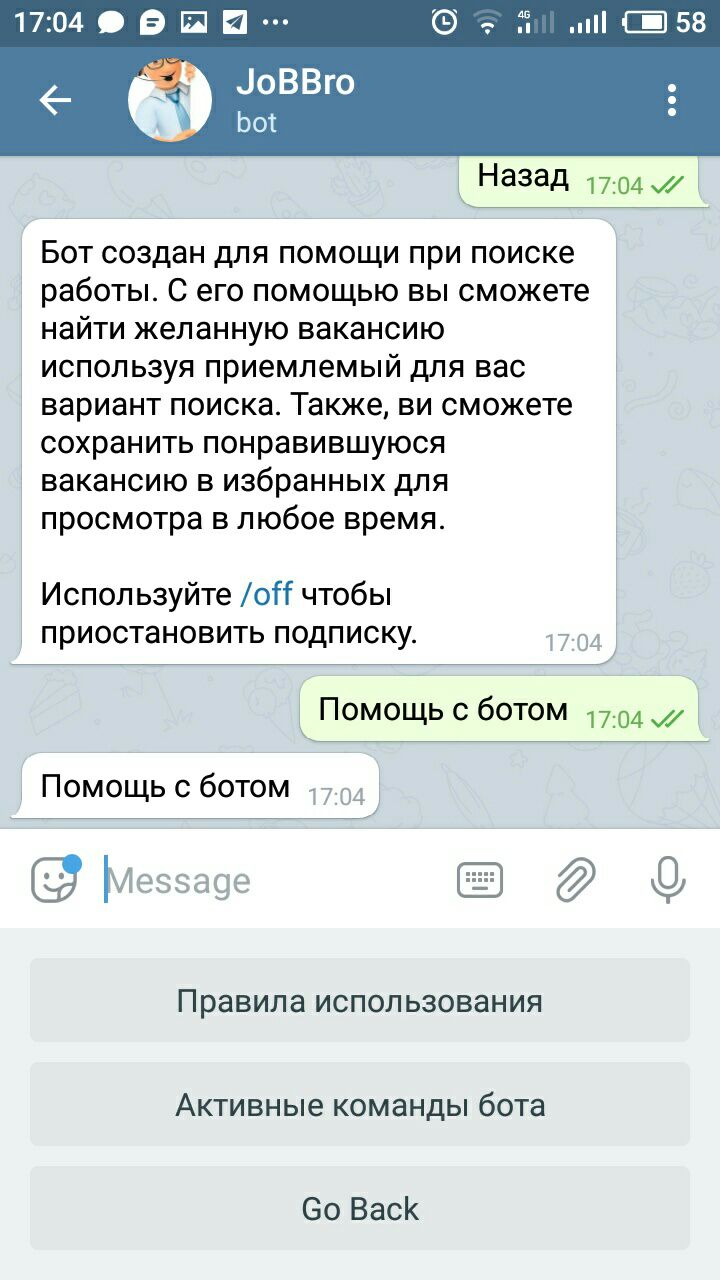 17:04 58
4G
JoBBro
bot
Назад 17:04
Бот создан для помощи при поиске
работы. С его помощью вы сможете
найти желанную вакансию
используя приемлемый для вас
вариант поиска. Также, ви сможете
сохранить понравившуюся
вакансию в избранных для
просмотра в любое время.
Используйте /off чтобы
приостановить подписку. 17:04
Помощь с ботом 17:04
Помощь с ботом 17:04
Message
Правила использования
Активные команды бота
Go Back